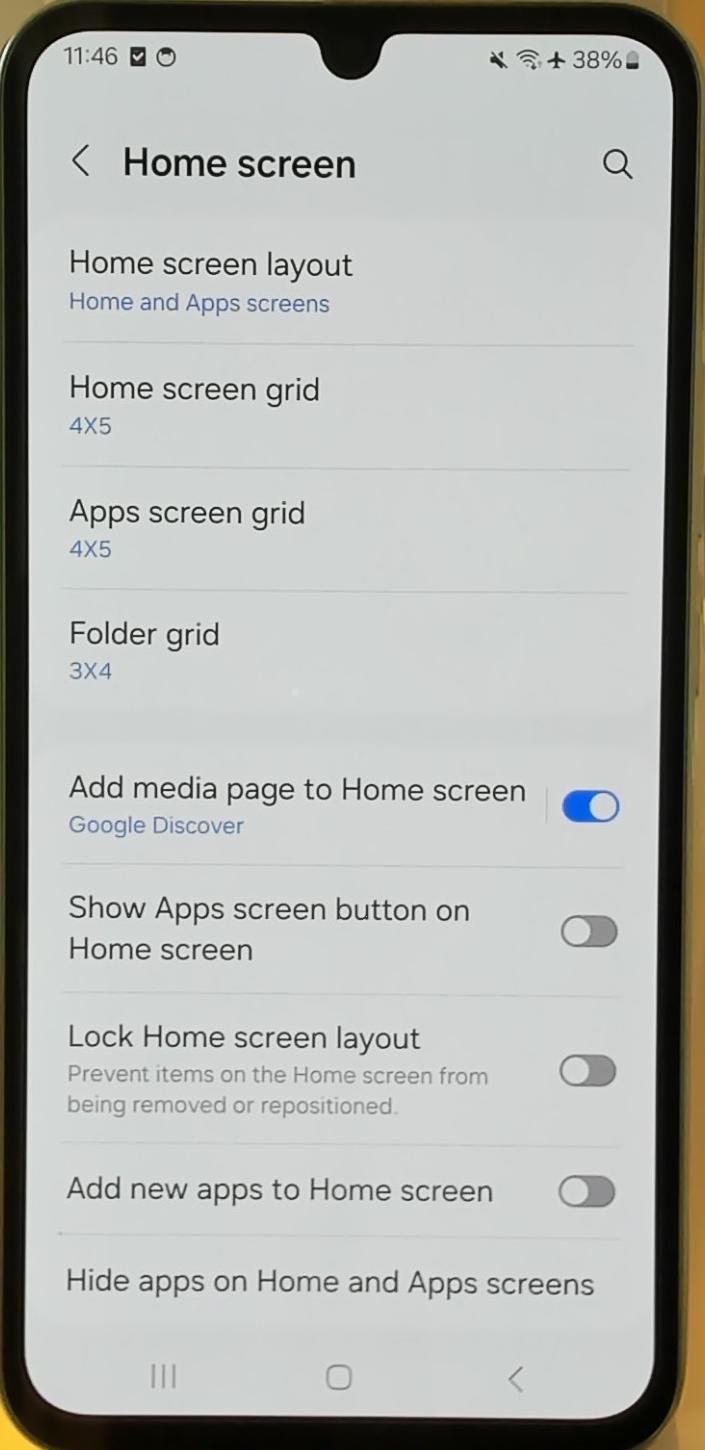 11:46
38%
Home screen
Home screen layout
Home and Apps screens
Home screen grid
4X5
Apps screen grid
4X5
Folder grid
3X4
Add media page to Home screen
Google Discover
Show Apps screen button on
Home screen
Lock Home screen layout
Prevent items on the Home screen from
being removed or repositioned.
Add new apps to Home screen
Hide apps on Home and Apps screens